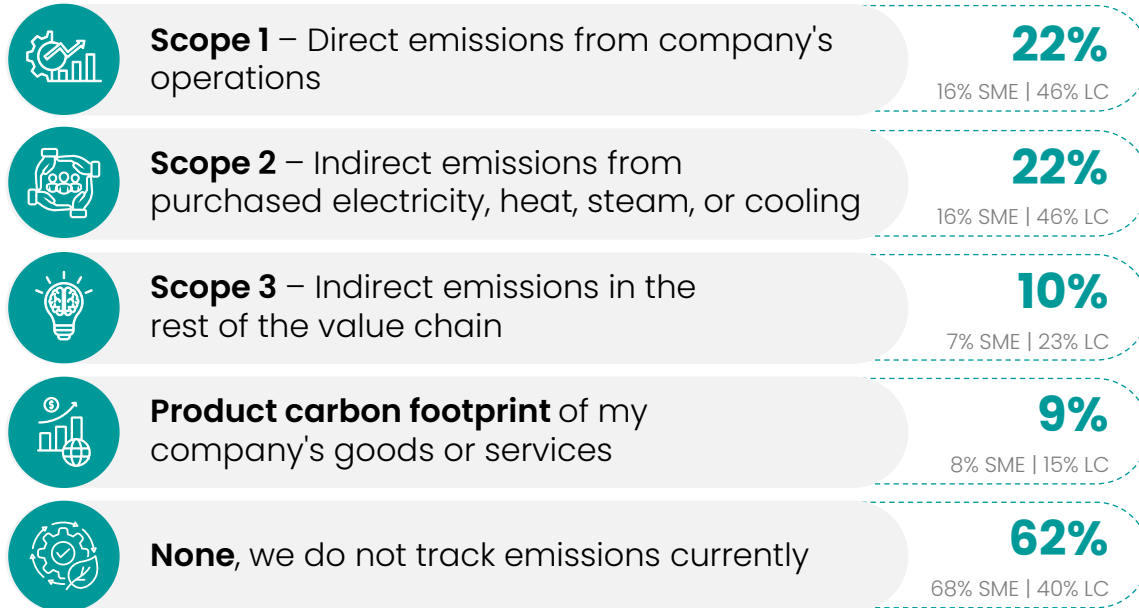 Scope 1 – Direct emissions from company's
operations
22%
16% SME | 46% LC
Scope 2 – Indirect emissions from
purchased electricity, heat, steam, or cooling
22%
16% SME | 46% LC
Scope 3 – Indirect emissions in the
rest of the value chain
10%
7% SME | 23% LC
Product carbon footprint of my
company's goods or services
9%
8% SME | 15% LC
None, we do not track emissions currently
62%
68% SME | 40% LC